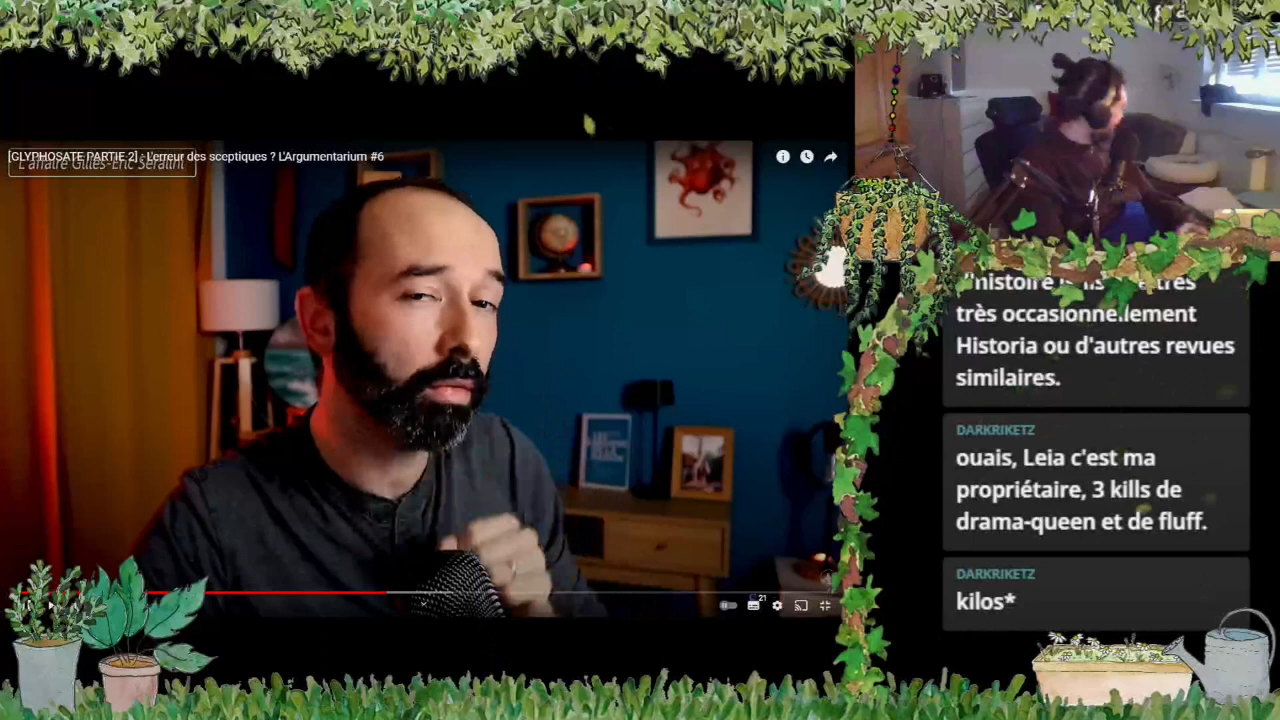 [GLYPHOSATE PARTIE 2] : L'erreur des sceptiques ? L'Argumentarium #6
L'affaire Gilles-Eric Séralini
très occasionnellement
Historia ou d'autres revues
similaires.
DARKRIKETZ
ouais, Leia c'est ma
propriétaire, 3 kills de
drama-queen et de fluff.
DARKRIKETZ
kilos*
21